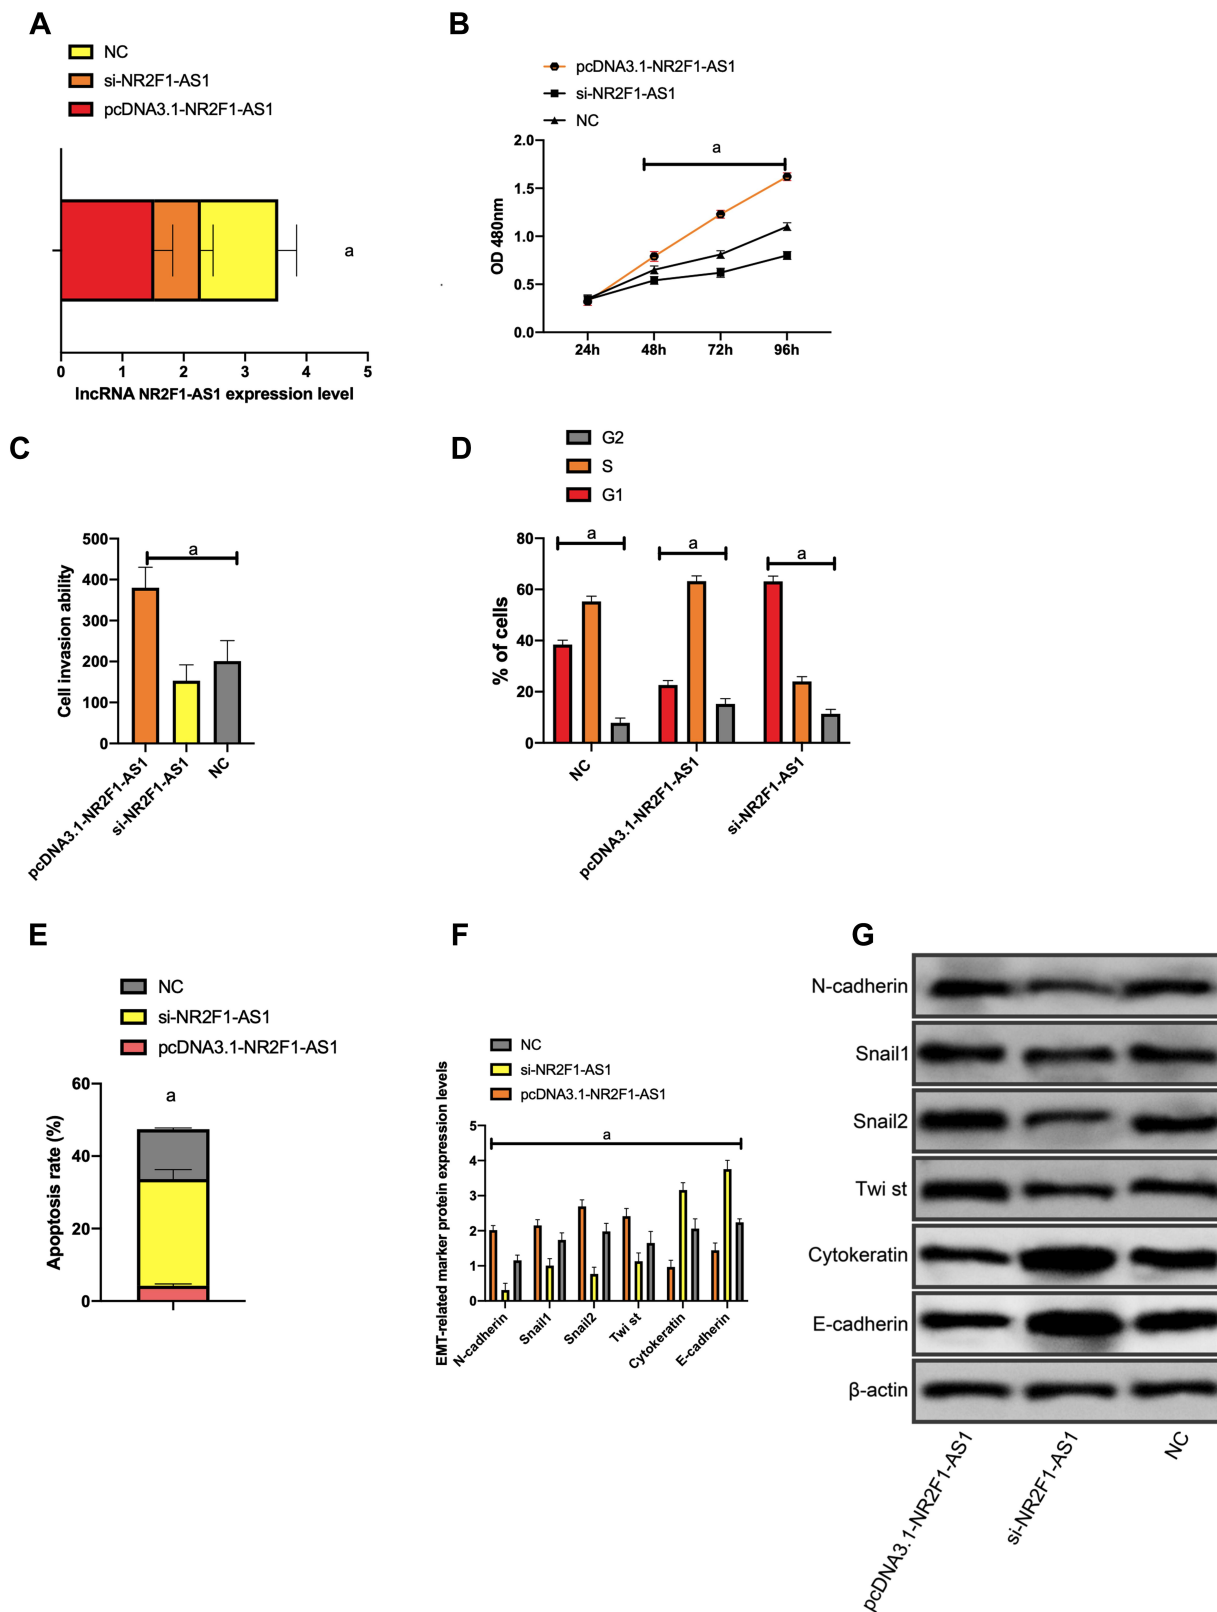 A
NC
si-NR2F1-AS1
pcDNA3.1-NR2F1-AS1
a
0 1 2 3 4 5
lncRNA NR2F1-AS1 expression level
B
pcDNA3.1-NR2F1-AS1
si-NR2F1-AS1
NC
2.0
1.5
1.0
0.5
0.0
OD 480nm
a
24h 48h 72h 96h
C
500
400
300
200
100
0
Cell invasion ability
a
pcDNA3.1-NR2F1-AS1
si-NR2F1-AS1
NC
D
G2
S
G1
80
60
40
20
0
% of cells
a
a
a
NC
pcDNA3.1-NR2F1-AS1
si-NR2F1-AS1
E
NC
si-NR2F1-AS1
pcDNA3.1-NR2F1-AS1
60
40
20
0
Apoptosis rate (%)
a
F
NC
si-NR2F1-AS1
pcDNA3.1-NR2F1-AS1
EMT-related marker protein expression levels
5
4
3
2
1
0
a
N-cadherin
Snail1
Snail2
Twi st
Cytokeratin
E-cadherin
G
N-cadherin
Snail1
Snail2
Twi st
Cytokeratin
E-cadherin
β-actin
pcDNA3.1-NR2F1-AS1
si-NR2F1-AS1
NC